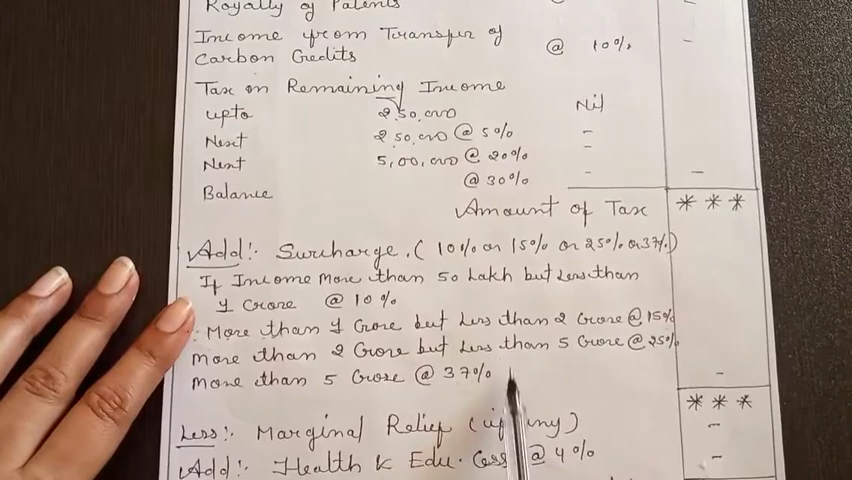 Royalty of Patents -
Income from Transfer of
Carbon Credits @ 10% -
Tax on Remaining Income
upto 2,50,000 Nil
Next 2,50,000 @ 5% -
Next 5,00,000 @ 20% -
Balance @ 30% - -
Amount of Tax ***
Add:- Surcharge. (10% or 15% or 25% or 37%)
If Income More than 50 Lakh but Less than
1 Crore @ 10%
More than 1 Crore but Less than 2 Crore @ 15%
More than 2 Crore but Less than 5 Crore @ 25%
More than 5 Crore @ 37% -
***
Less:- Marginal Relief (if any) -
Add:- Health & Edu. Cess @ 4% -